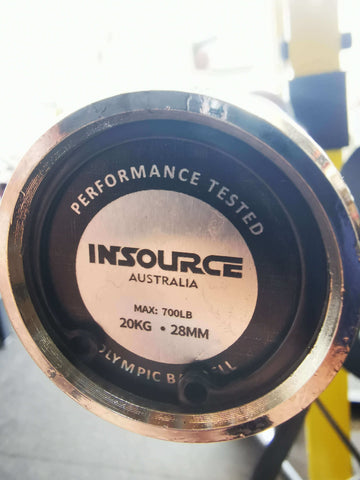 PERFORMANCE TESTED
INSOURCE
AUSTRALIA
MAX: 700LB
20KG • 28MM
OLYMPIC